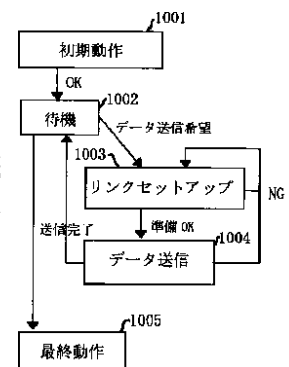 1001
初期動作
OK
1002
待機
データ送信希望
1003
リンクセットアップ
NG
送信完了
準備 OK
1004
データ送信
1005
最終動作